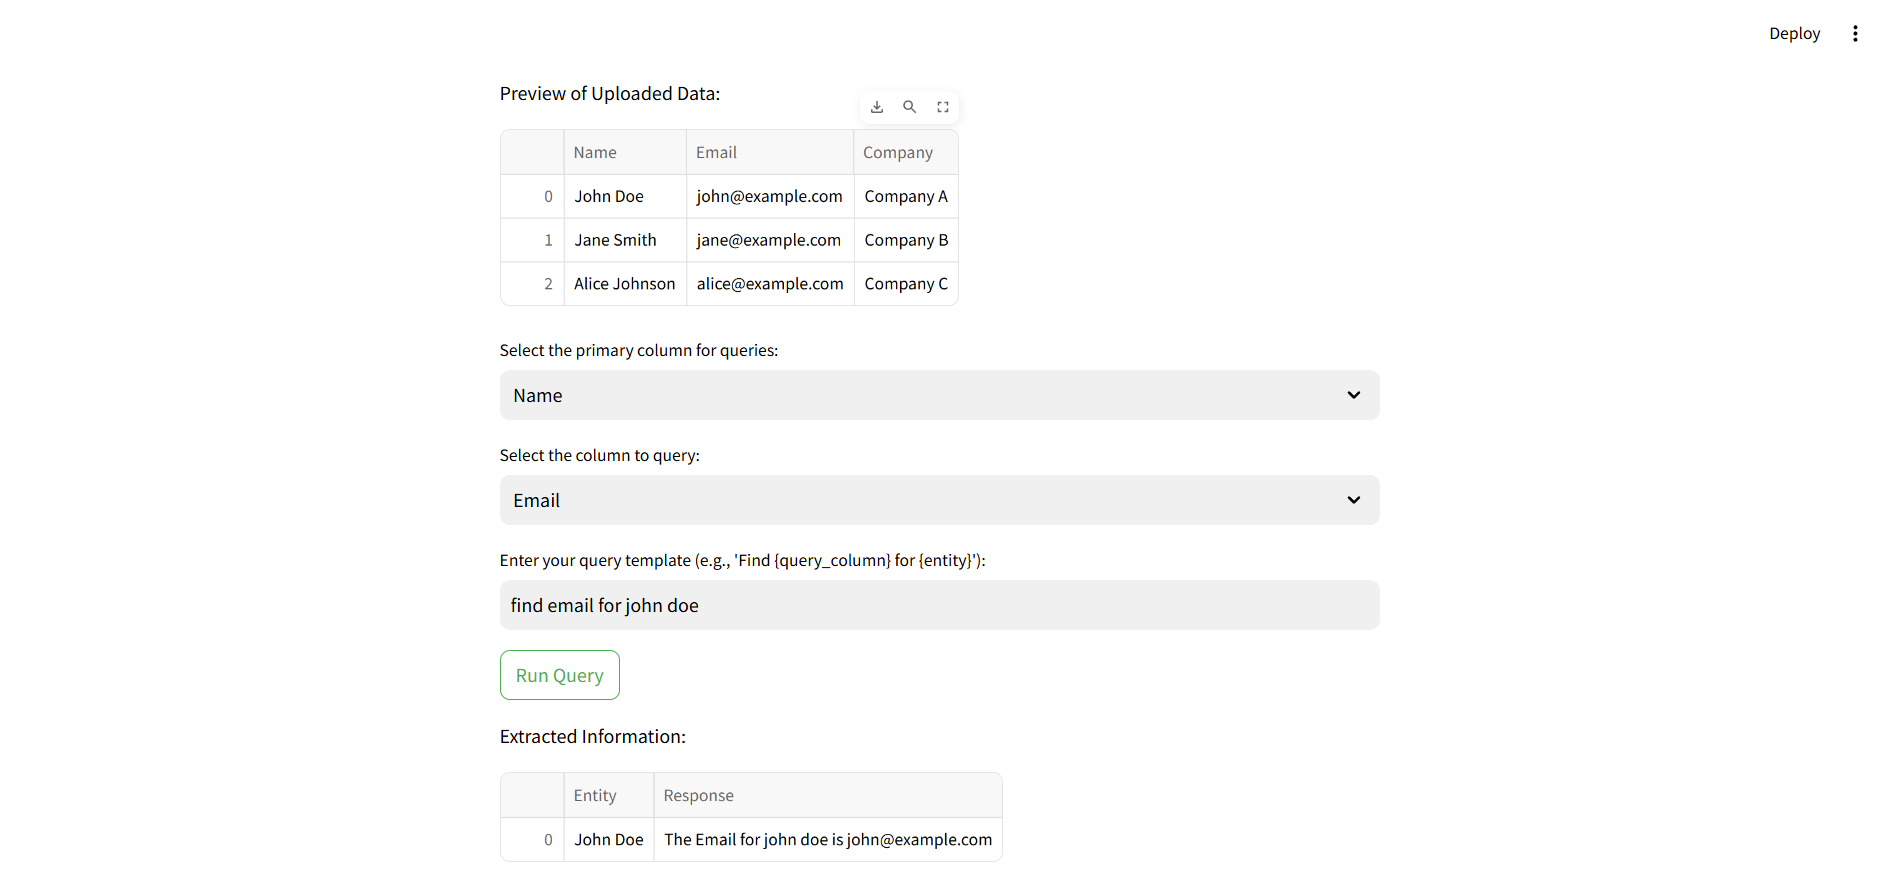 Deploy
Preview of Uploaded Data:
Name Email Company
0 John Doe john@example.com Company A
1 Jane Smith jane@example.com Company B
2 Alice Johnson alice@example.com Company C
Select the primary column for queries:
Name
Select the column to query:
Email
Enter your query template (e.g., 'Find {query_column} for {entity}'):
find email for john doe
Run Query
Extracted Information:
Entity Response
0 John Doe The Email for john doe is john@example.com